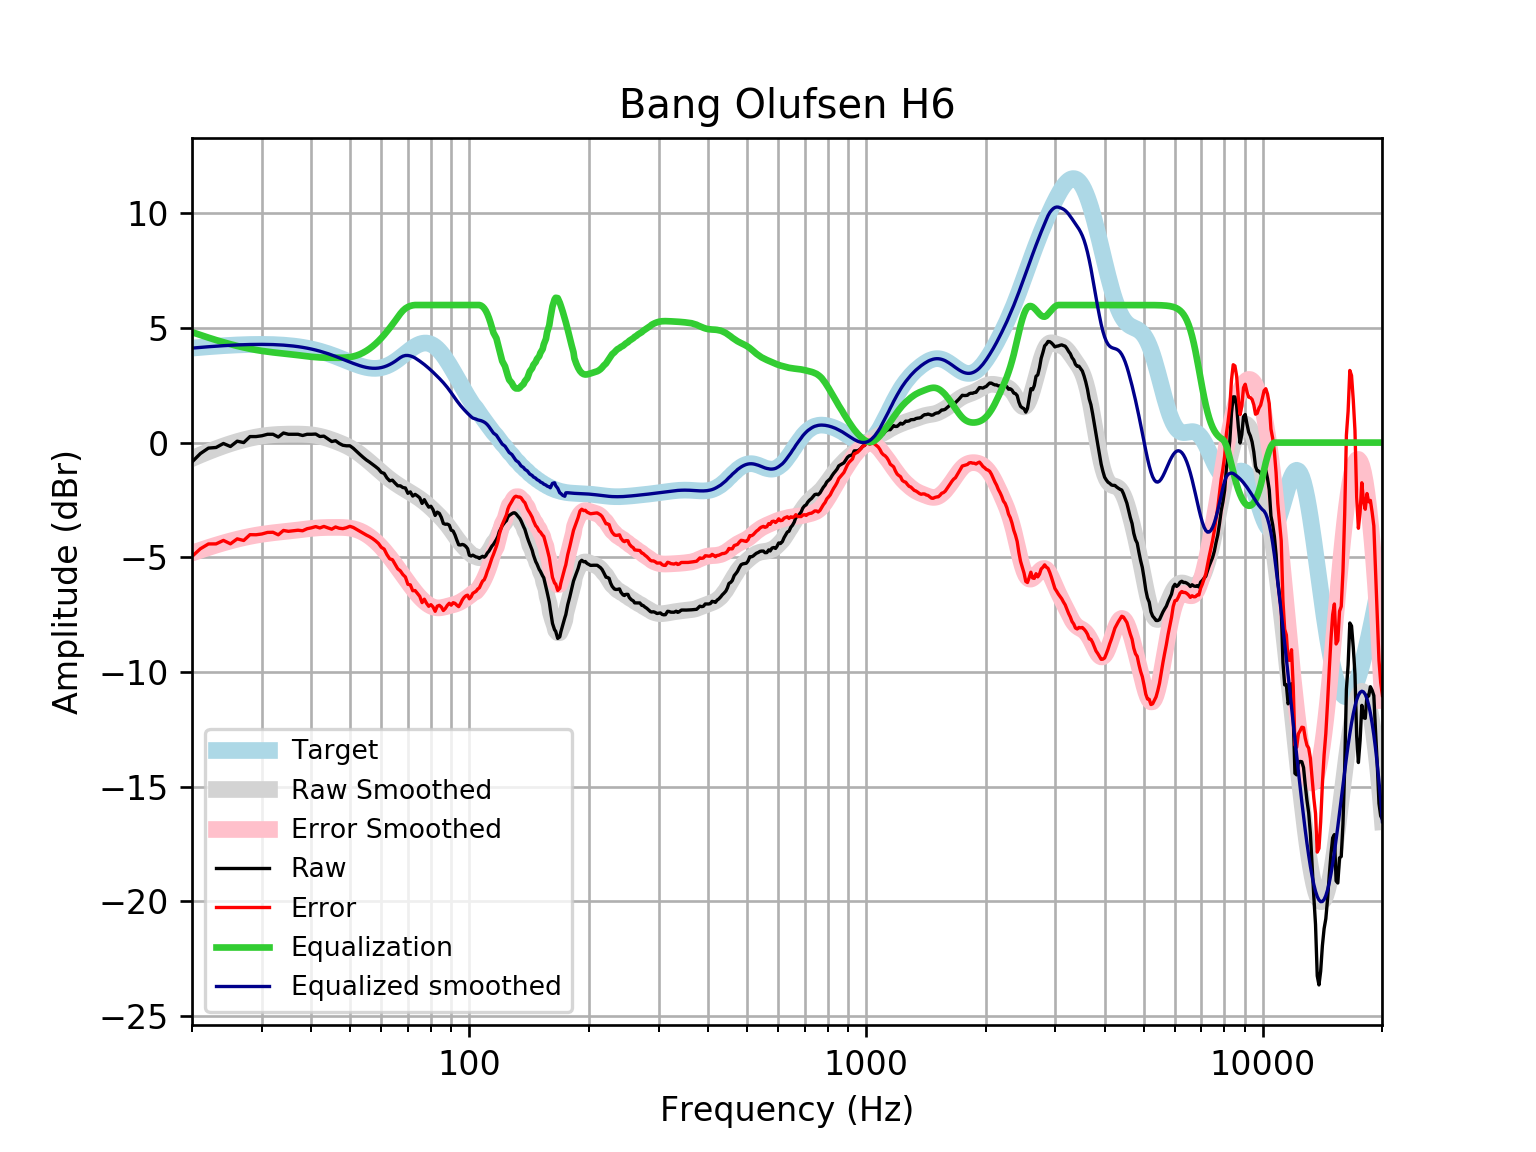 Bang Olufsen H6
Amplitude (dBr)
10
5
0
−5
−10
−15
−20
−25
Target
Raw Smoothed
Error Smoothed
Raw
Error
Equalization
Equalized smoothed
100
1000
10000
Frequency (Hz)